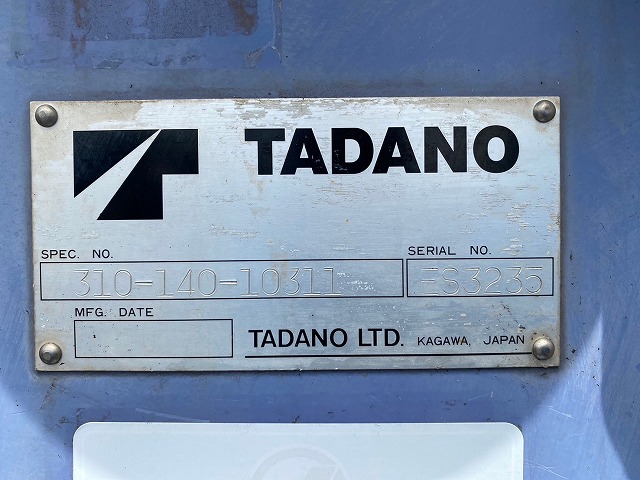 TADANO
SPEC. NO.
310-140-10311
SERIAL NO.
FS3235
MFG. DATE
TADANO LTD. KAGAWA, JAPAN